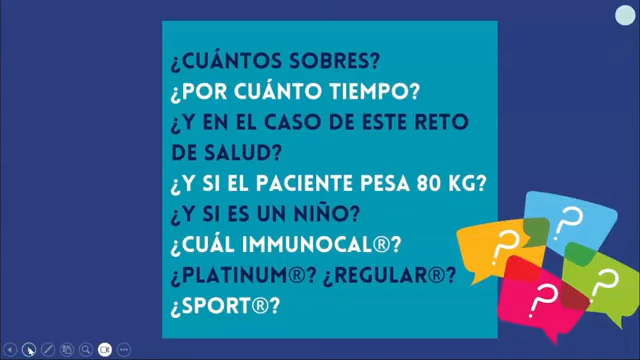 ¿CUÁNTOS SOBRES?
¿POR CUÁNTO TIEMPO?
¿Y EN EL CASO DE ESTE RETO
DE SALUD?
¿Y SI EL PACIENTE PESA 80 KG?
¿Y SI ES UN NIÑO?
¿CUÁL IMMUNOCAL®?
¿PLATINUM®? ¿REGULAR®?
¿SPORT®?
?
?
?
?